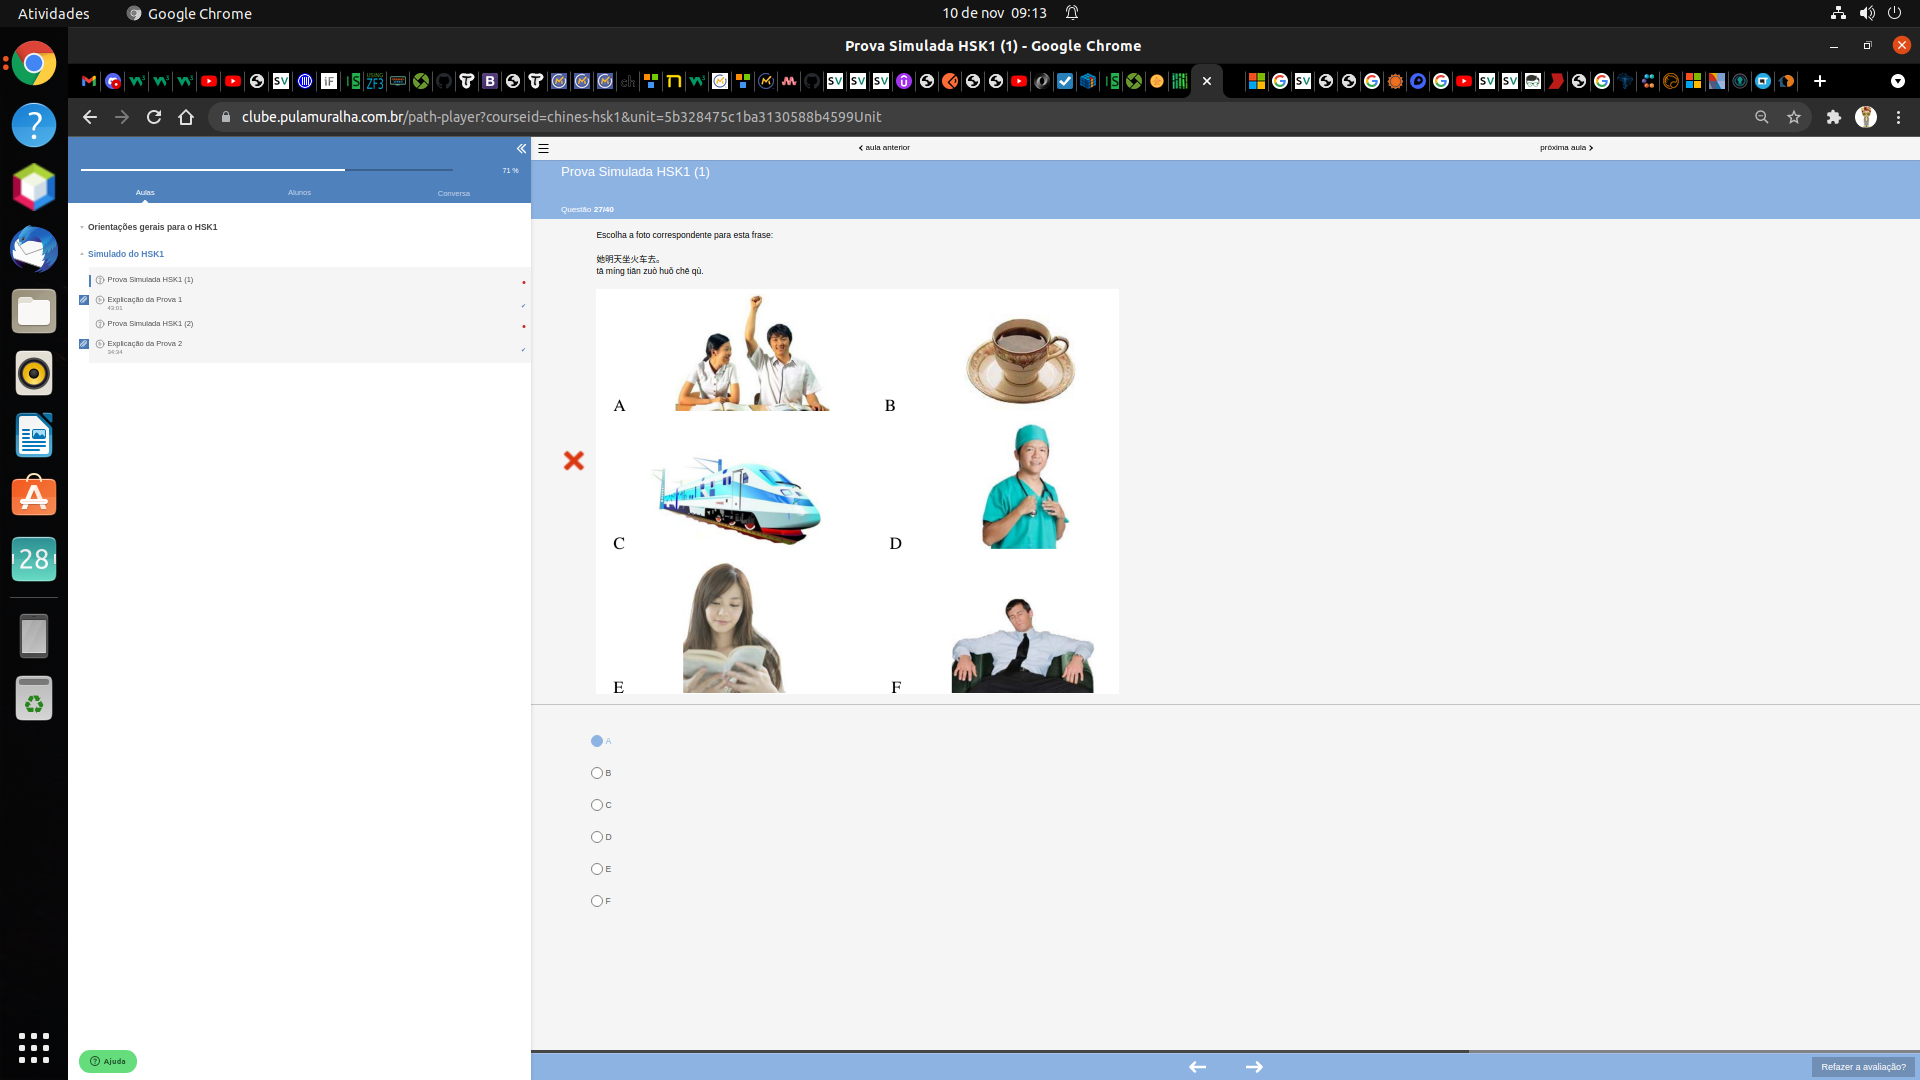 Atividades
Google Chrome
10 de nov 09:13
Prova Simulada HSK1 (1) - Google Chrome
clube.pulamuralha.com.br/path-player?courseid=chines-hsk1&unit=5b328475c1ba3130588b4599Unit
71 %
Aulas
Alunos
Conversa
Orientações gerais para o HSK1
Simulado do HSK1
Prova Simulada HSK1 (1)
Explicação da Prova 1
43:01
Prova Simulada HSK1 (2)
Explicação da Prova 2
34:34
Ajuda
28
aula anterior
próxima aula
Prova Simulada HSK1 (1)
Questão 27/40
Escolha a foto correspondente para esta frase:
她明天坐火车去。
tā míng tiān zuò huǒ chē qù.
A
B
C
D
E
F
A
B
C
D
E
F
Refazer a avaliação?